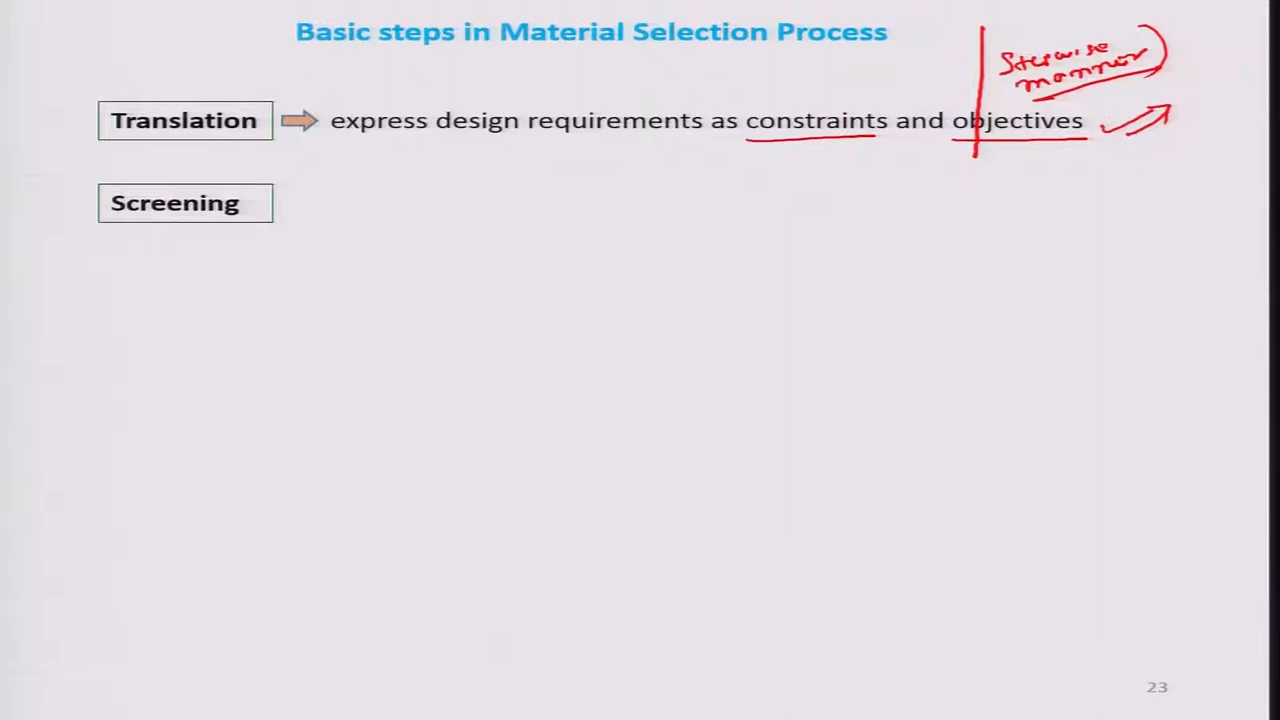 Basic steps in Material Selection Process
Stepwise
manner
Translation express design requirements as constraints and objectives
Screening
23